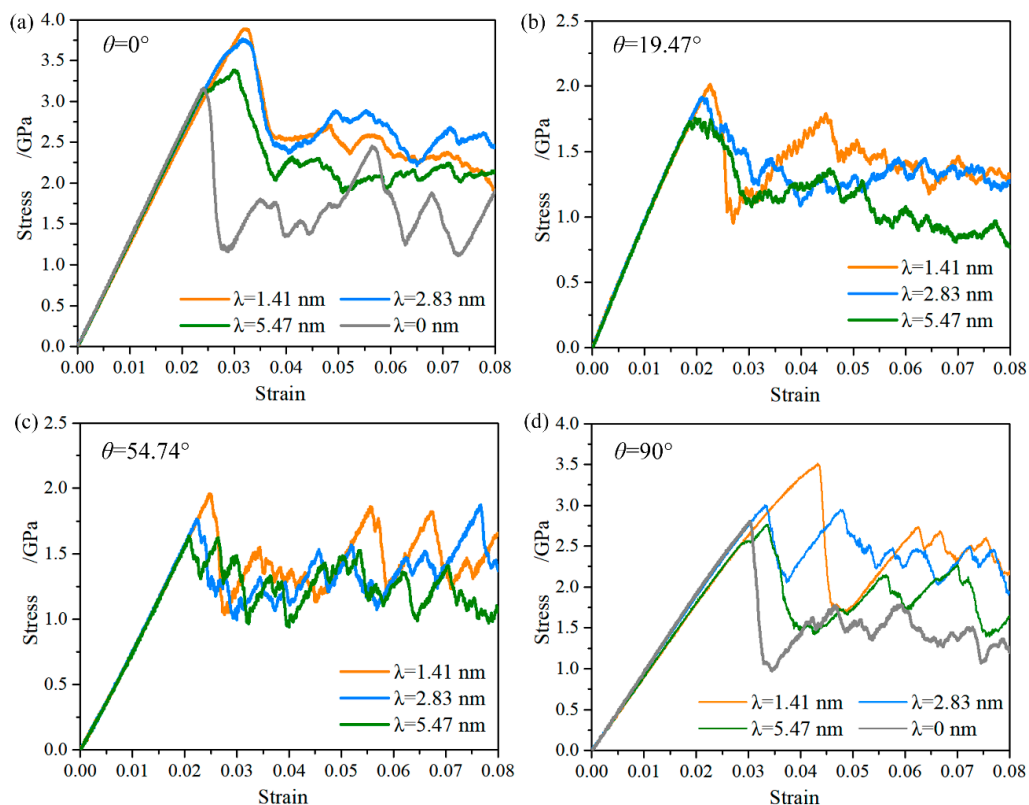 (a)
θ=0°
Stress /GPa
4.0
3.5
3.0
2.5
2.0
1.5
1.0
0.5
0.0
λ=1.41 nm λ=2.83 nm
λ=5.47 nm λ=0 nm
0.00 0.01 0.02 0.03 0.04 0.05 0.06 0.07 0.08
Strain
(b)
θ=19.47°
Stress /GPa
2.5
2.0
1.5
1.0
0.5
0.0
λ=1.41 nm
λ=2.83 nm
λ=5.47 nm
0.00 0.01 0.02 0.03 0.04 0.05 0.06 0.07 0.08
Strain
(c)
θ=54.74°
Stress /GPa
2.5
2.0
1.5
1.0
0.5
0.0
λ=1.41 nm
λ=2.83 nm
λ=5.47 nm
0.00 0.01 0.02 0.03 0.04 0.05 0.06 0.07 0.08
Strain
(d)
θ=90°
Stress /GPa
4.0
3.5
3.0
2.5
2.0
1.5
1.0
0.5
0.0
λ=1.41 nm λ=2.83 nm
λ=5.47 nm λ=0 nm
0.00 0.01 0.02 0.03 0.04 0.05 0.06 0.07 0.08
Strain